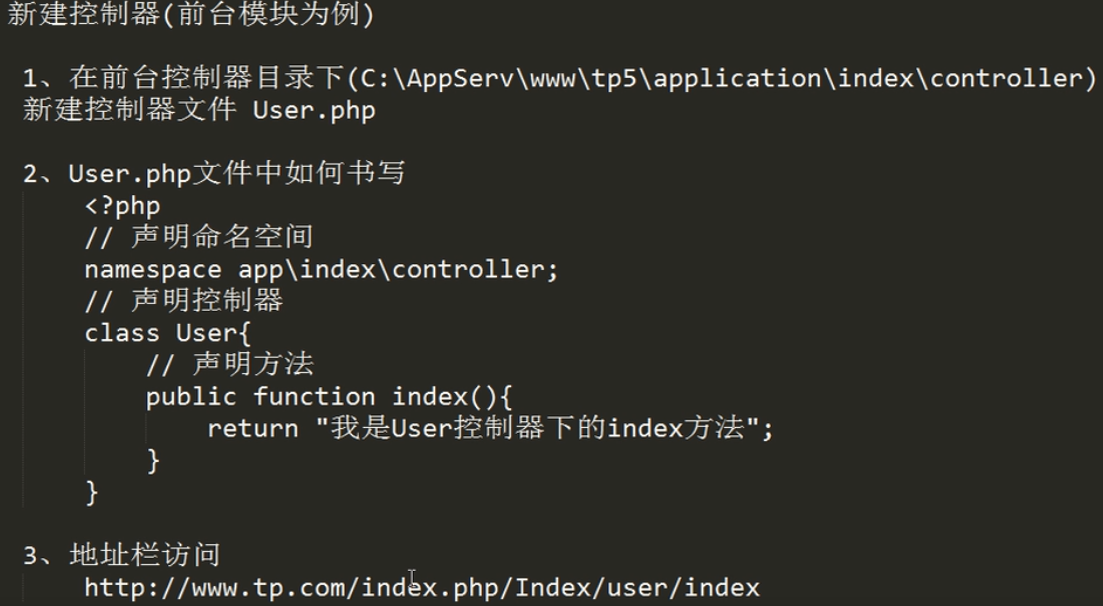 新建控制器(前台模块为例)
1、在前台控制器目录下(C:\AppServ\www\tp5\application\index\controller)
新建控制器文件 User.php
2、User.php文件中如何书写
<?php
// 声明命名空间
namespace app\index\controller;
// 声明控制器
class User{
// 声明方法
public function index(){
return "我是User控制器下的index方法";
}
}
3、地址栏访问
http://www.tp.com/index.php/Index/user/index